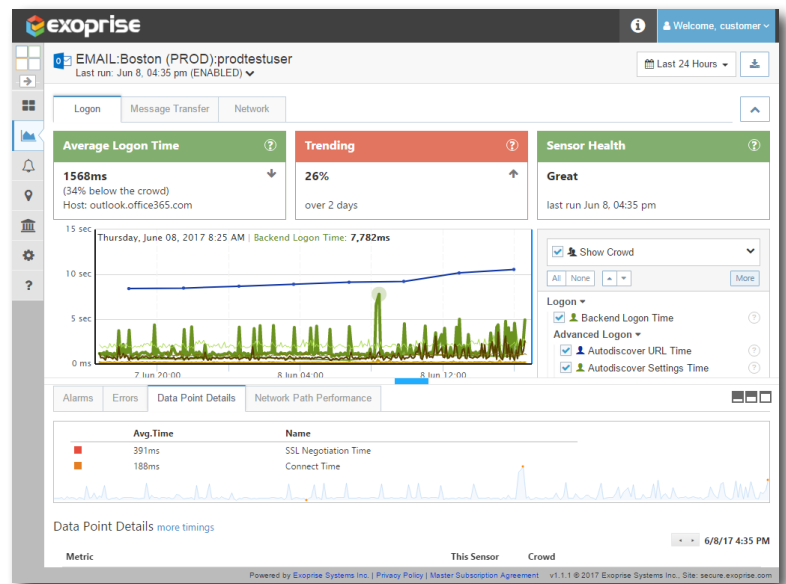 exoprise
i
Welcome, customer
EMAIL:Boston (PROD):prodtestuser
Last run: Jun 8, 04:35 pm (ENABLED)
Last 24 Hours
Logon Message Transfer Network
Average Logon Time ?
1568ms
(34% below the crowd)
Host: outlook.office365.com
Trending ?
26%
over 2 days
Sensor Health ?
Great
last run Jun 8, 04:35 pm
?
15 sec
Thursday, June 08, 2017 8:25 AM | Backend Logon Time: 7,782ms
10 sec
5 sec
0 ms
7 Jun 20:00 8 Jun 04:00 8 Jun 12:00
Show Crowd
All None More
Logon
Backend Logon Time ?
Advanced Logon
Autodiscover URL Time ?
Autodiscover Settings Time ?
Alarms Errors Data Point Details Network Path Performance
Avg.Time Name
391ms SSL Negotiation Time
188ms Connect Time
Data Point Details more timings
6/8/17 4:35 PM
Metric This Sensor Crowd
Powered by Exoprise Systems Inc. | Privacy Policy | Master Subscription Agreement v1.1.1 © 2017 Exoprise Systems Inc., Site: secure.exoprise.com